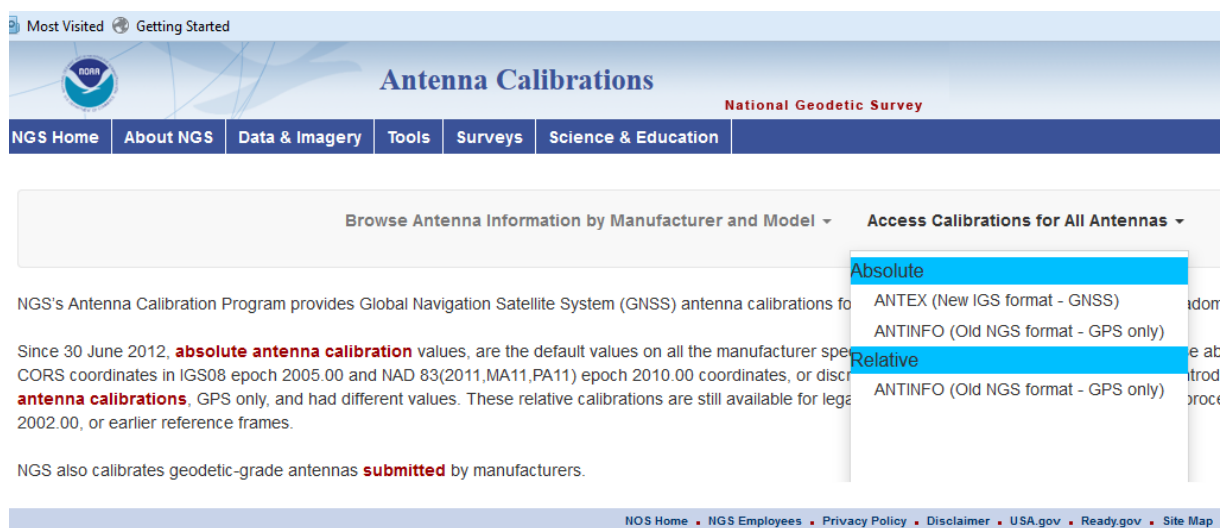 Most Visited Getting Started
NOAA
Antenna Calibrations
National Geodetic Survey
NGS Home About NGS Data & Imagery Tools Surveys Science & Education
Browse Antenna Information by Manufacturer and Model Access Calibrations for All Antennas
Absolute
ANTEX (New IGS format - GNSS)
ANTINFO (Old NGS format - GPS only)
Relative
ANTINFO (Old NGS format - GPS only)
NGS's Antenna Calibration Program provides Global Navigation Satellite System (GNSS) antenna calibrations fo
Since 30 June 2012, absolute antenna calibration values, are the default values on all the manufacturer spe
CORS coordinates in IGS08 epoch 2005.00 and NAD 83(2011,MA11,PA11) epoch 2010.00 coordinates, or discr
antenna calibrations, GPS only, and had different values. These relative calibrations are still available for lega
2002.00, or earlier reference frames.
NGS also calibrates geodetic-grade antennas submitted by manufacturers.
NOS Home NGS Employees Privacy Policy Disclaimer USA.gov Ready.gov Site Map